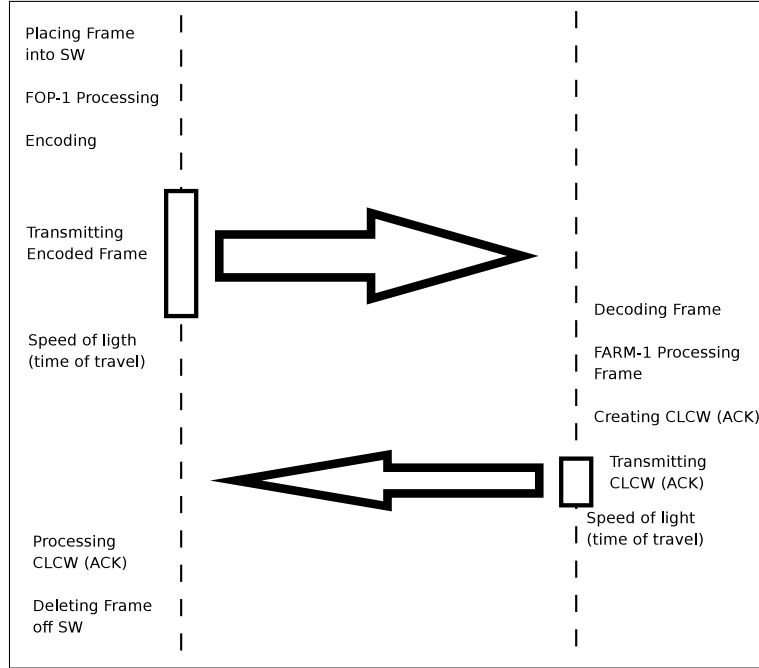 Placing Frame
into SW
FOP-1 Processing
Encoding
Transmitting
Encoded Frame
Speed of ligth
(time of travel)
Decoding Frame
FARM-1 Processing
Frame
Creating CLCW (ACK)
Transmitting
CLCW (ACK)
Speed of light
(time of travel)
Processing
CLCW (ACK)
Deleting Frame
off SW